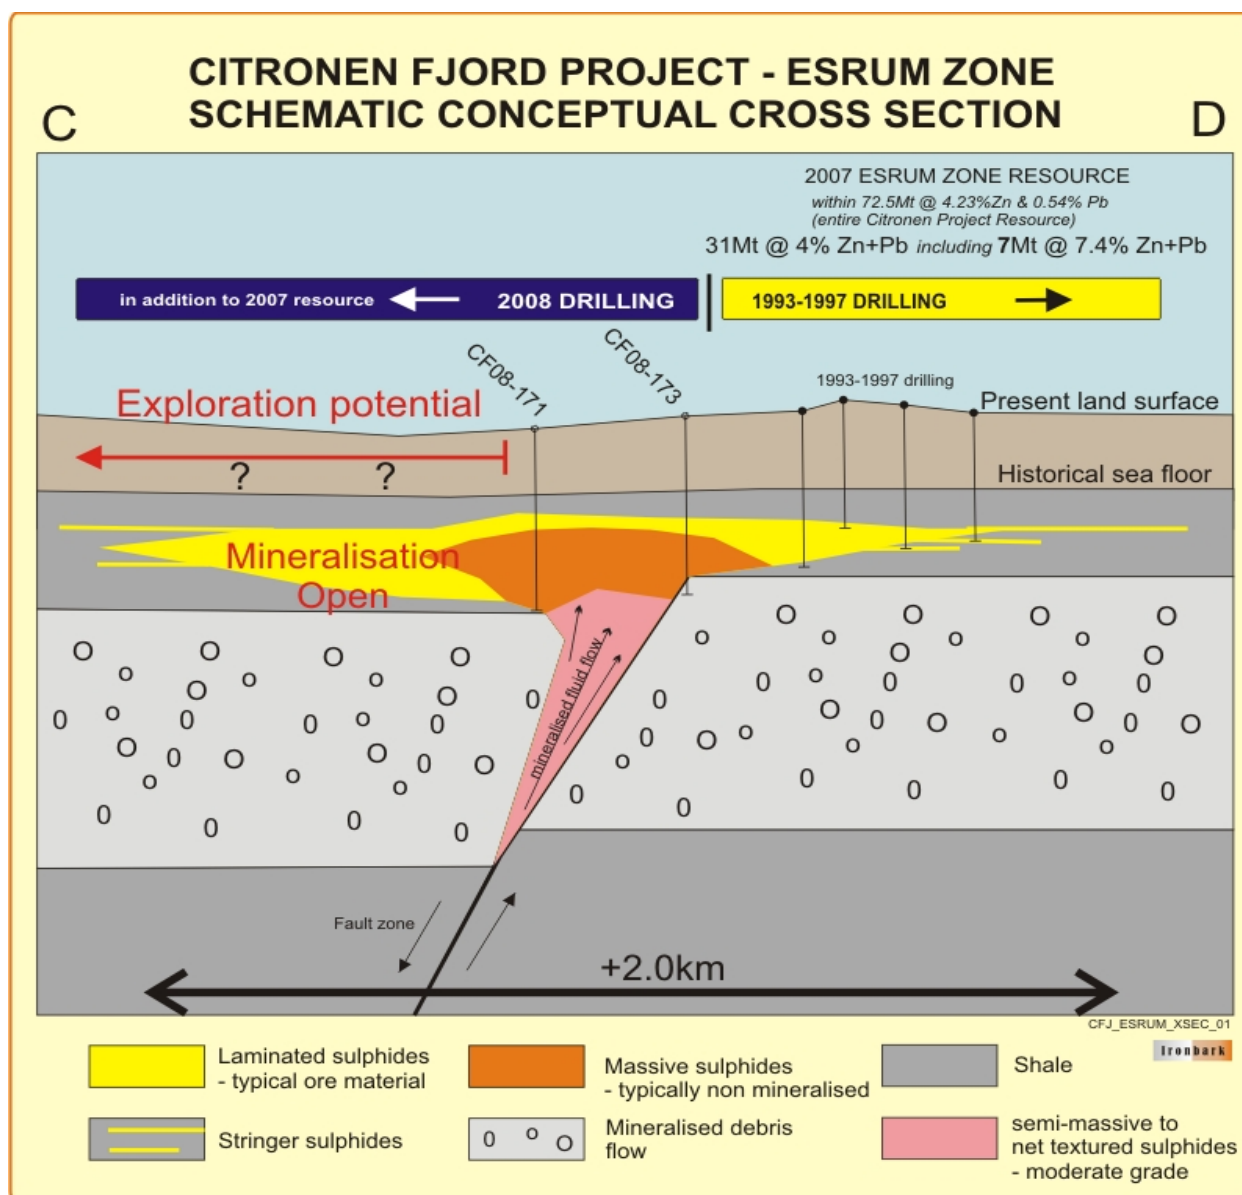 CITRONEN FJORD PROJECT - ESRUM ZONE
SCHEMATIC CONCEPTUAL CROSS SECTION
C
D
2007 ESRUM ZONE RESOURCE
within 72.5Mt @ 4.23%Zn & 0.54% Pb
(entire Citronen Project Resource)
31Mt @ 4% Zn+Pb including 7Mt @ 7.4% Zn+Pb
in addition to 2007 resource
2008 DRILLING
1993-1997 DRILLING
CF08-171
CF08-173
1993-1997 drilling
Exploration potential
Present land surface
? ?
Historical sea floor
Mineralisation
Open
mineralised fluid flow
Fault zone
+2.0km
CFJ_ESRUM_XSEC_01
Ironbark
Laminated sulphides
- typical ore material
Massive sulphides
- typically non mineralised
Shale
Stringer sulphides
Mineralised debris
flow
semi-massive to
net textured sulphides
- moderate grade